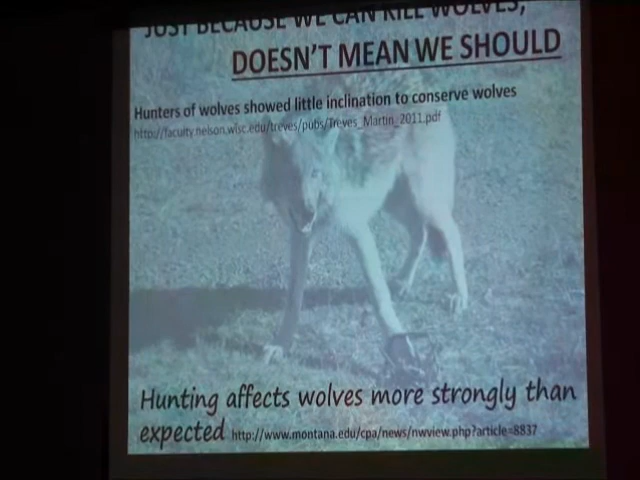 JUST BECAUSE WE CAN KILL WOLVES,
DOESN'T MEAN WE SHOULD
Hunters of wolves showed little inclination to conserve wolves
http://faculty.nelson.wisc.edu/treves/pubs/Treves_Martin_2011.pdf
Hunting affects wolves more strongly than
expected http://www.montana.edu/cpa/news/nwview.php?article=8837